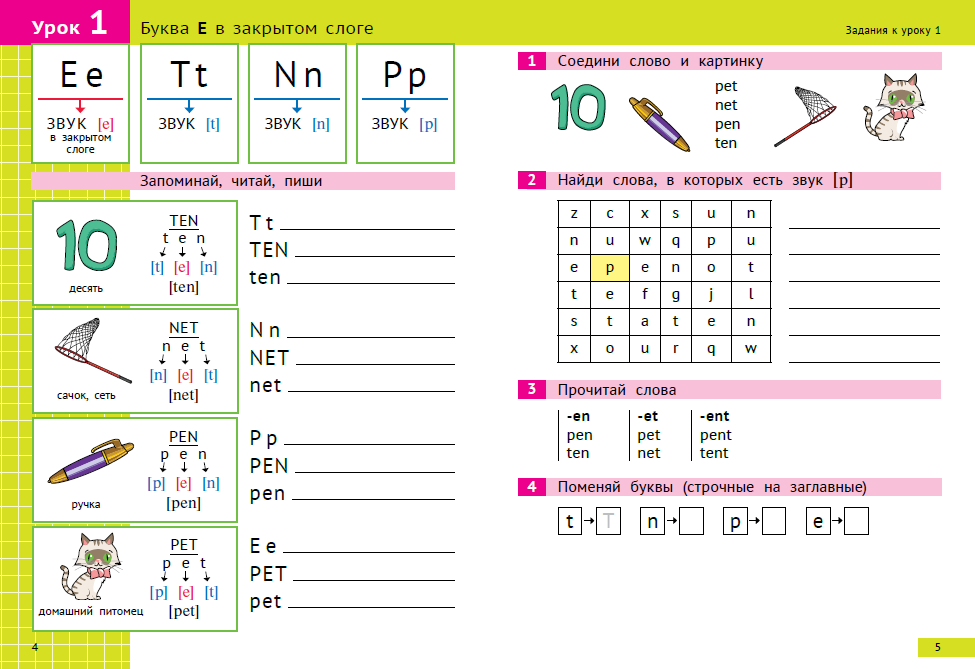 Урок 1
Буква Е в закрытом слоге
E e
ЗВУК [e]
в закрытом
слоге
T t
ЗВУК [t]
N n
ЗВУК [n]
P p
ЗВУК [p]
Запоминай, читай, пиши
10
десять
TEN
t e n
[t] [e] [n]
[ten]
T t
TEN
ten
сачок, сеть
NET
n e t
[n] [e] [t]
[net]
N n
NET
net
ручка
PEN
p e n
[p] [e] [n]
[pen]
P p
PEN
pen
домашний питомец
PET
p e t
[p] [e] [t]
[pet]
E e
PET
pet
4
Задания к уроку 1
1 Соедини слово и картинку
10
pet
net
pen
ten
2 Найди слова, в которых есть звук [p]
z c x s u n
n u w q p u
e p e n o t
t e f g j l
s t a t e n
x o u r q w
3 Прочитай слова
-en -et -ent
pen pet pent
ten net tent
4 Поменяй буквы (строчные на заглавные)
t → T n → p → e →
5